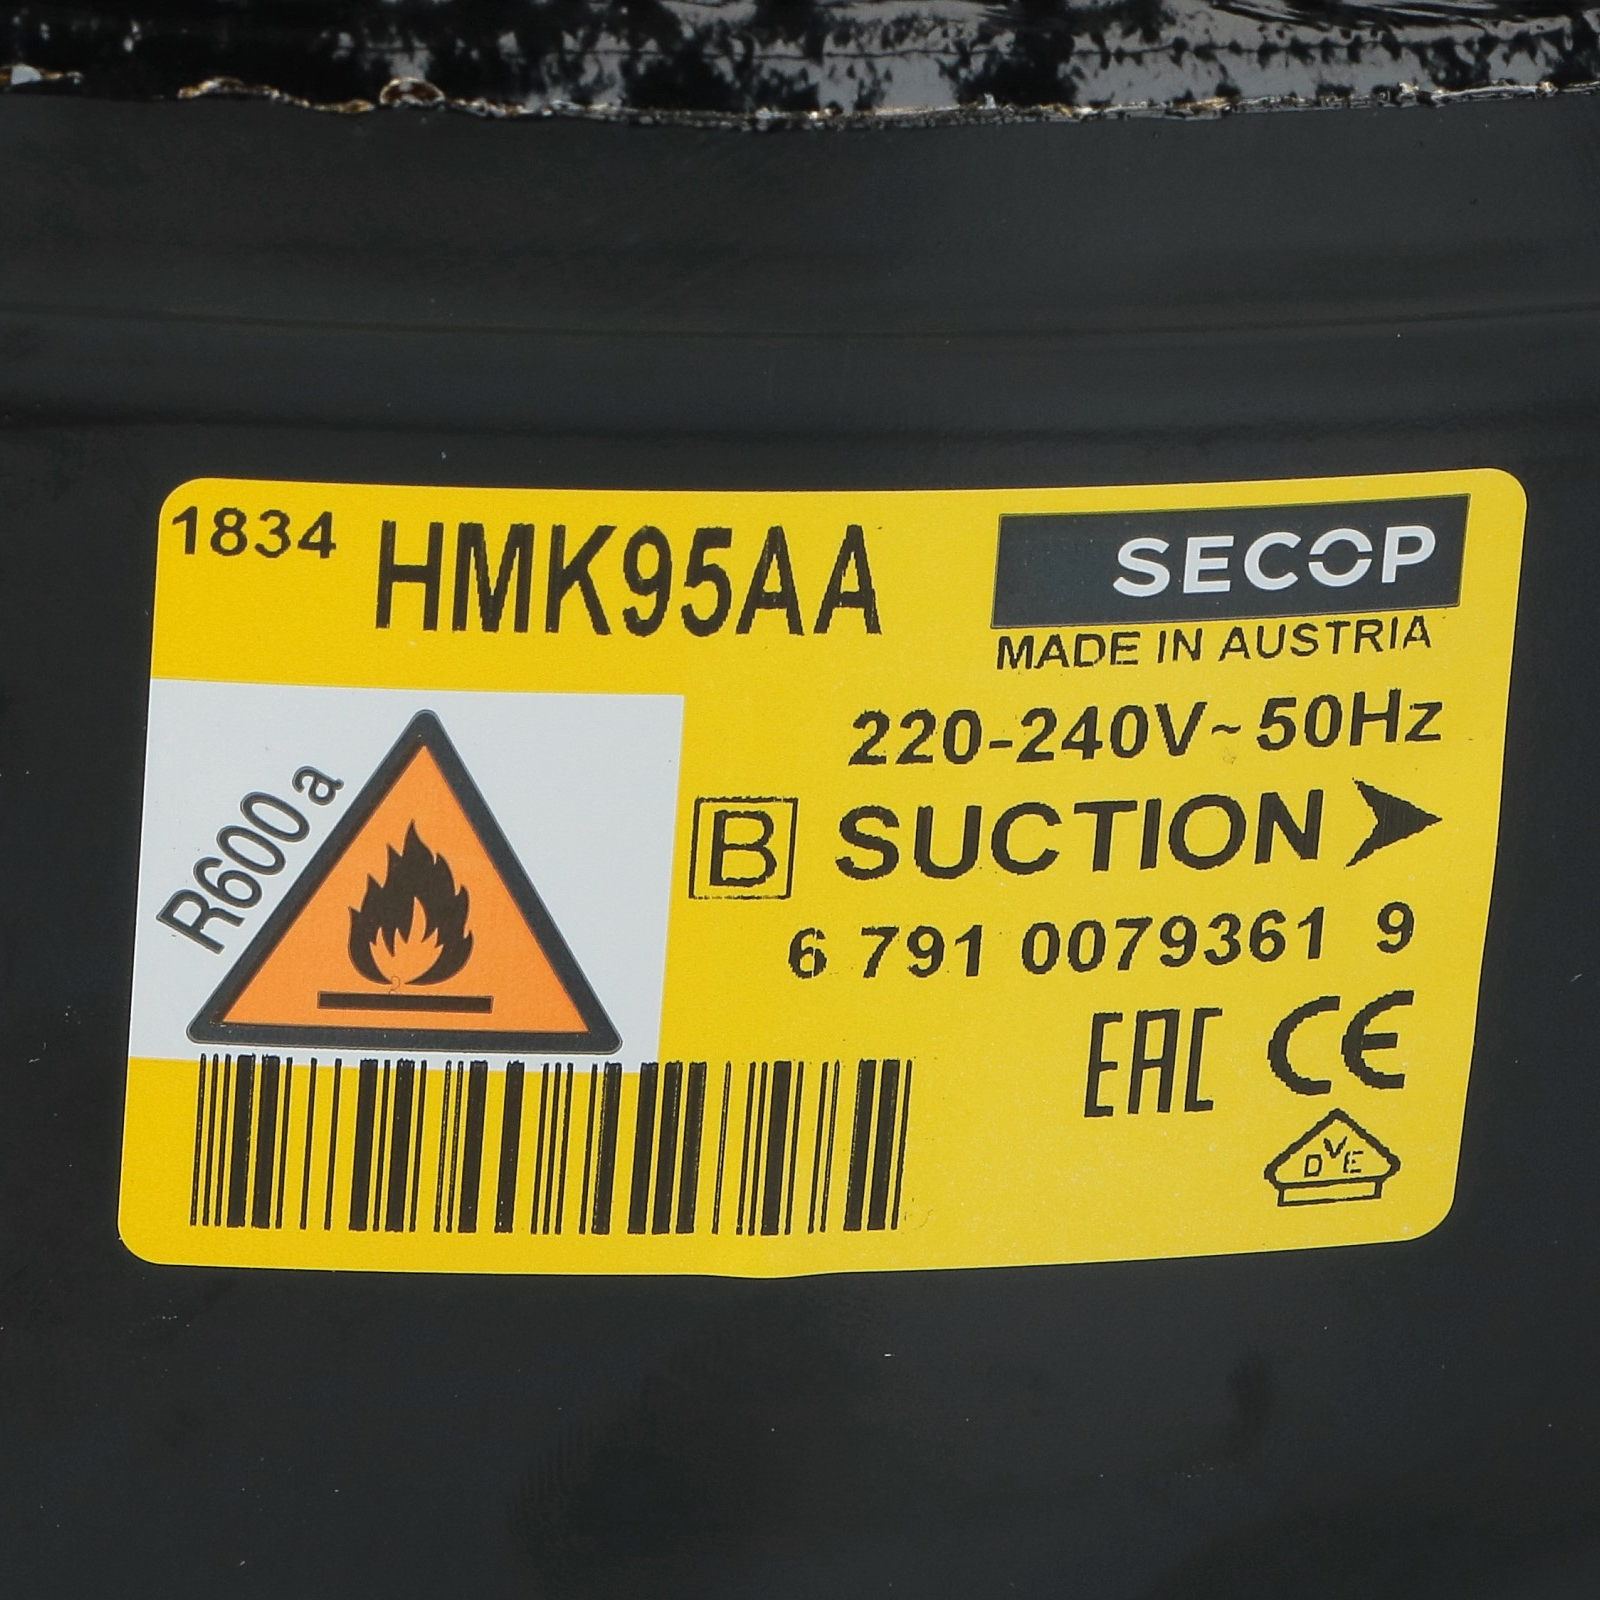 1834 HMK95AA SECOP
MADE IN AUSTRIA
220-240V~50Hz
R600a
B SUCTION
6 791 0079361 9
EAC CE
DVE